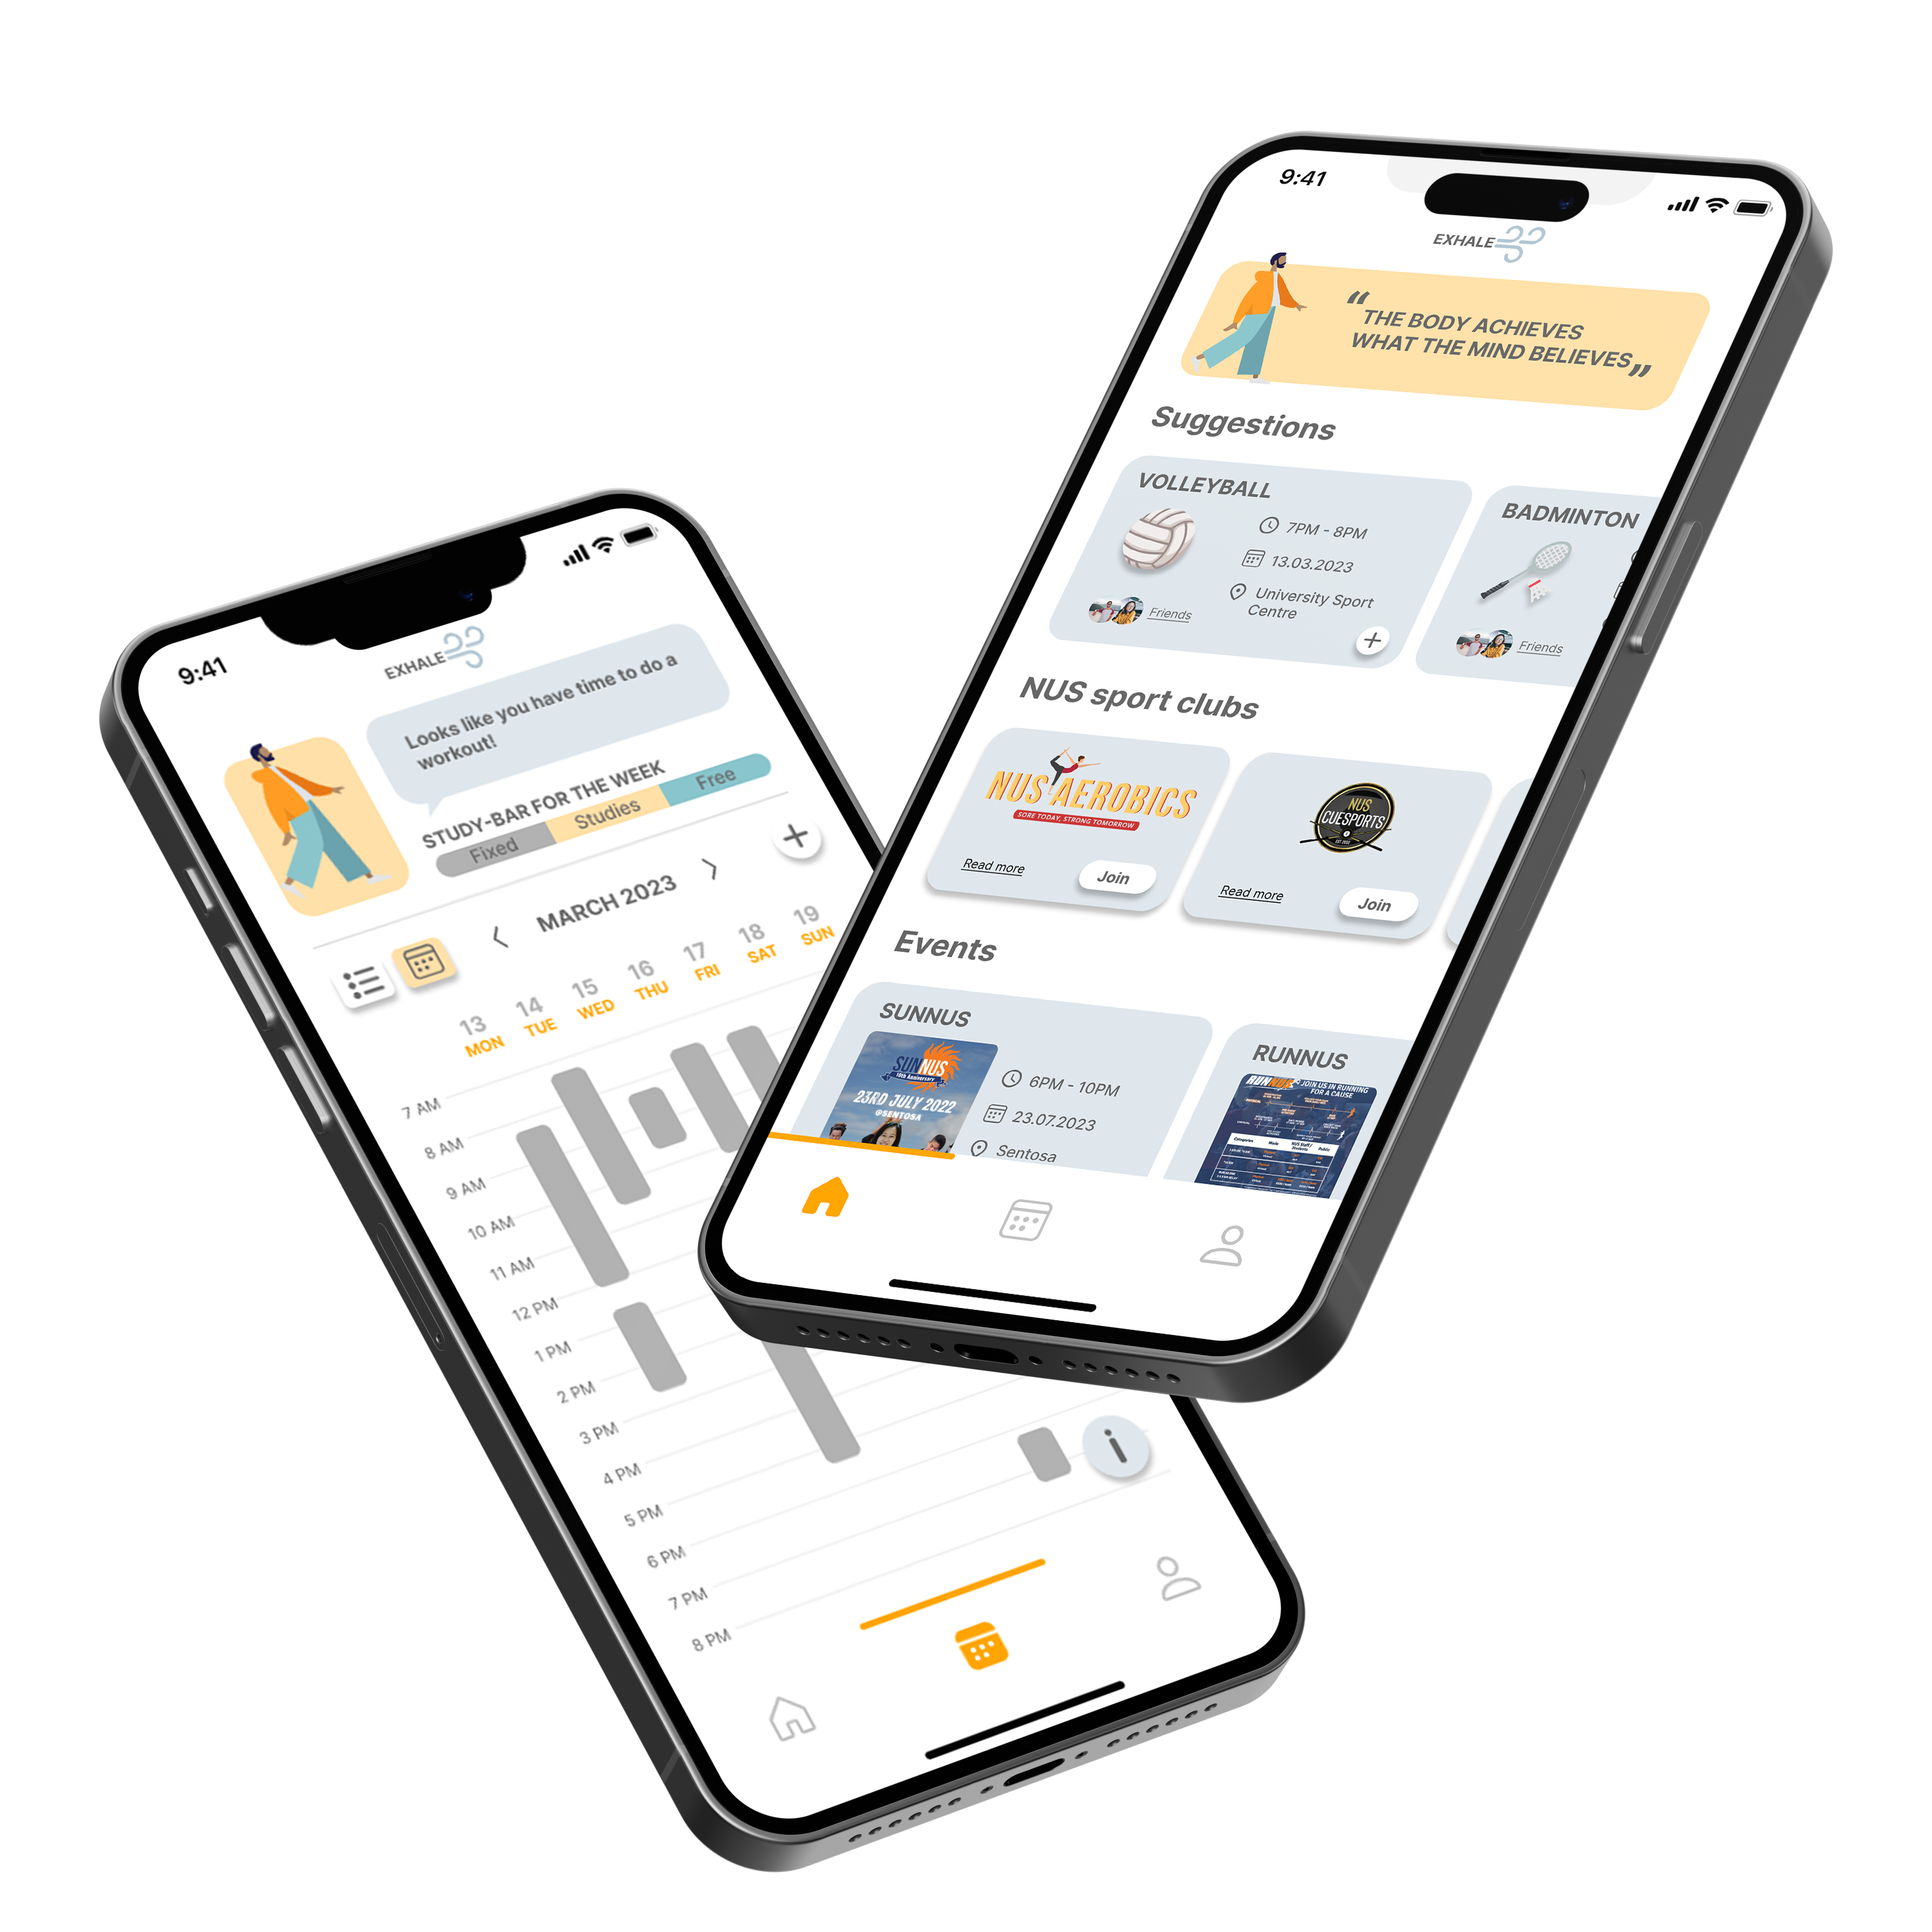 9:41
EXHALE
Looks like you have time to do a
workout!
STUDY-BAR FOR THE WEEK
Fixed
Studies
Free
MARCH 2023
13
14
15
16
17
18
19
MON
TUE
WED
THU
FRI
SAT
SUN
7 AM
8 AM
9 AM
10 AM
11 AM
12 PM
1 PM
2 PM
3 PM
4 PM
5 PM
6 PM
7 PM
8 PM
i
9:41
EXHALE
“THE BODY ACHIEVES
WHAT THE MIND BELIEVES”
Suggestions
VOLLEYBALL
7PM - 8PM
13.03.2023
University Sport
Centre
Friends
BADMINTON
Friends
NUS sport clubs
NUS AEROBICS
SORE TODAY, STRONG TOMORROW
Read more
Join
NUS
CUESPORTS
Read more
Join
Events
SUNNUS
SUNNUS
10th Anniversary
23RD JULY 2022
@SENTOSA
6PM - 10PM
23.07.2023
Sentosa
RUNNUS
RUNNUS
JOIN US IN RUNNING
FOR A CAUSE
Categories
Public